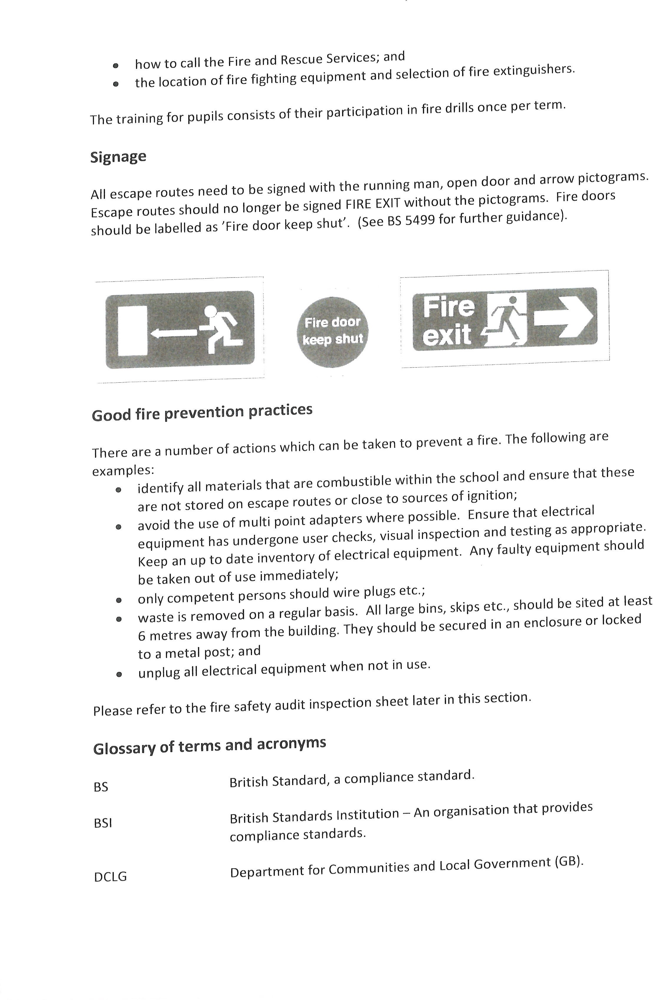 • how to call the Fire and Rescue Services; and
• the location of fire fighting equipment and selection of fire extinguishers.
The training for pupils consists of their participation in fire drills once per term.
Signage
All escape routes need to be signed with the running man, open door and arrow pictograms.
Escape routes should no longer be signed FIRE EXIT without the pictograms.  Fire doors
should be labelled as 'Fire door keep shut'.  (See BS 5499 for further guidance).
Fire door
keep shut
Fire
exit
Good fire prevention practices
There are a number of actions which can be taken to prevent a fire. The following are
examples:
• identify all materials that are combustible within the school and ensure that these
are not stored on escape routes or close to sources of ignition;
• avoid the use of multi point adapters where possible.  Ensure that electrical
equipment has undergone user checks, visual inspection and testing as appropriate.
Keep an up to date inventory of electrical equipment.  Any faulty equipment should
be taken out of use immediately;
• only competent persons should wire plugs etc.;
• waste is removed on a regular basis.  All large bins, skips etc., should be sited at least
6 metres away from the building. They should be secured in an enclosure or locked
to a metal post; and
• unplug all electrical equipment when not in use.
Please refer to the fire safety audit inspection sheet later in this section.
Glossary of terms and acronyms
BS British Standard, a compliance standard.
BSI British Standards Institution – An organisation that provides
compliance standards.
DCLG Department for Communities and Local Government (GB).